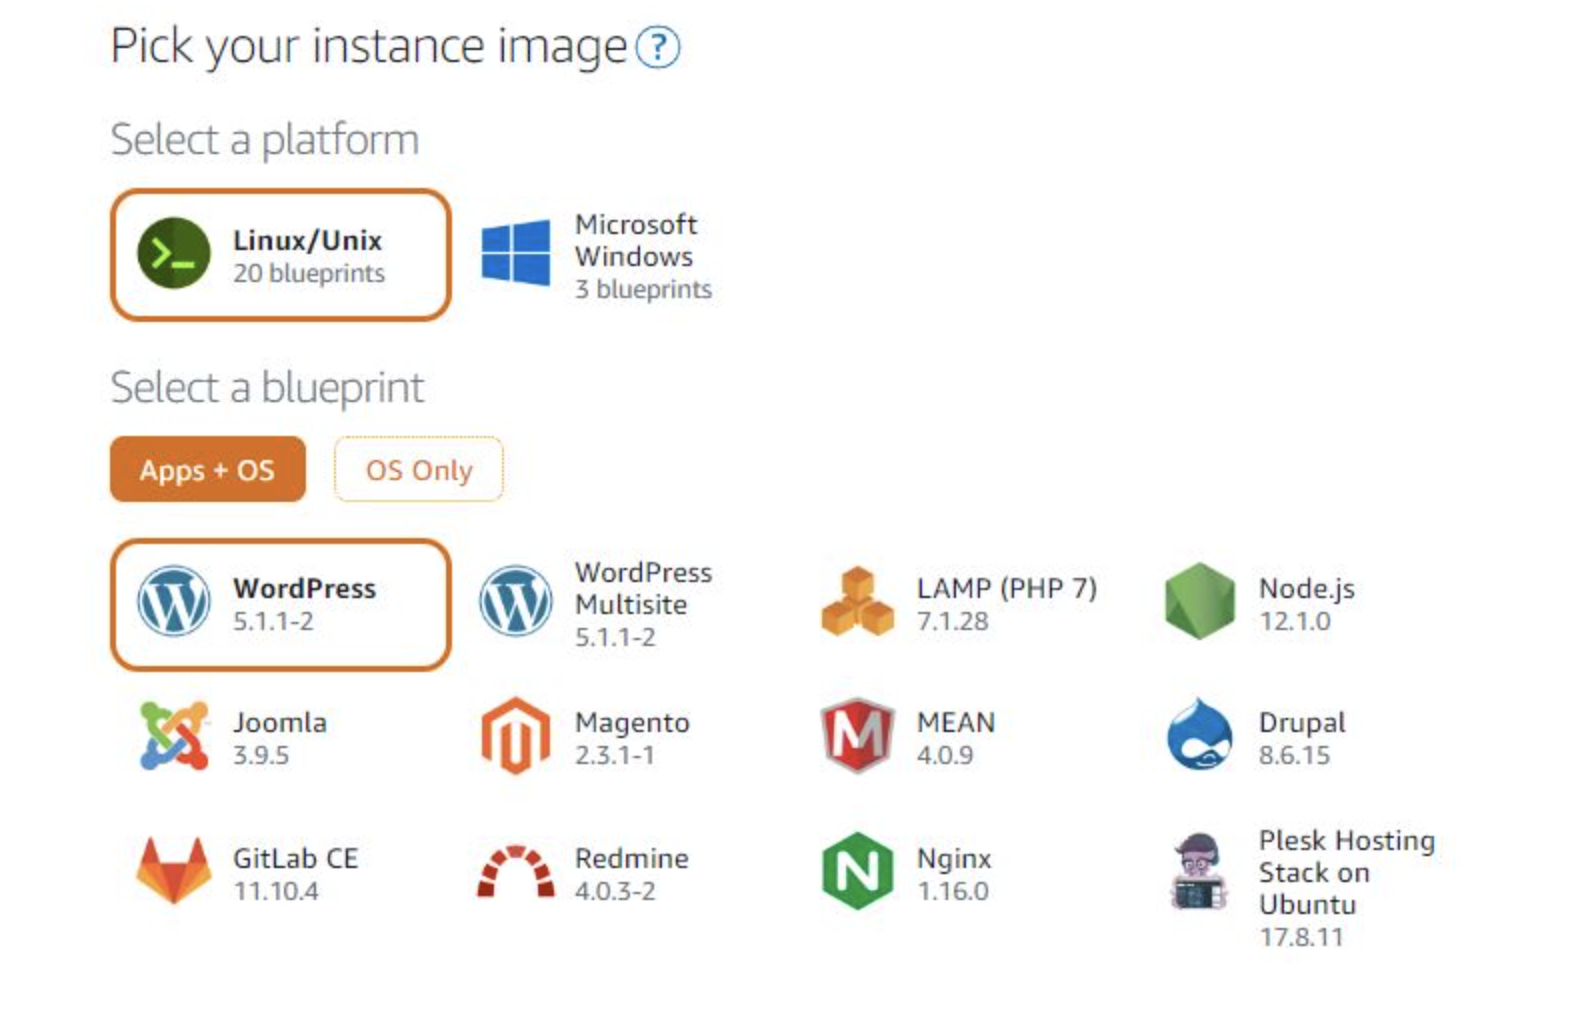 Pick your instance image ?
Select a platform
Linux/Unix
20 blueprints
Microsoft
Windows
3 blueprints
Select a blueprint
Apps + OS
OS Only
WordPress
5.1.1-2
WordPress
Multisite
5.1.1-2
LAMP (PHP 7)
7.1.28
Node.js
12.1.0
Joomla
3.9.5
Magento
2.3.1-1
MEAN
4.0.9
Drupal
8.6.15
GitLab CE
11.10.4
Redmine
4.0.3-2
Nginx
1.16.0
Plesk Hosting
Stack on
Ubuntu
17.8.11